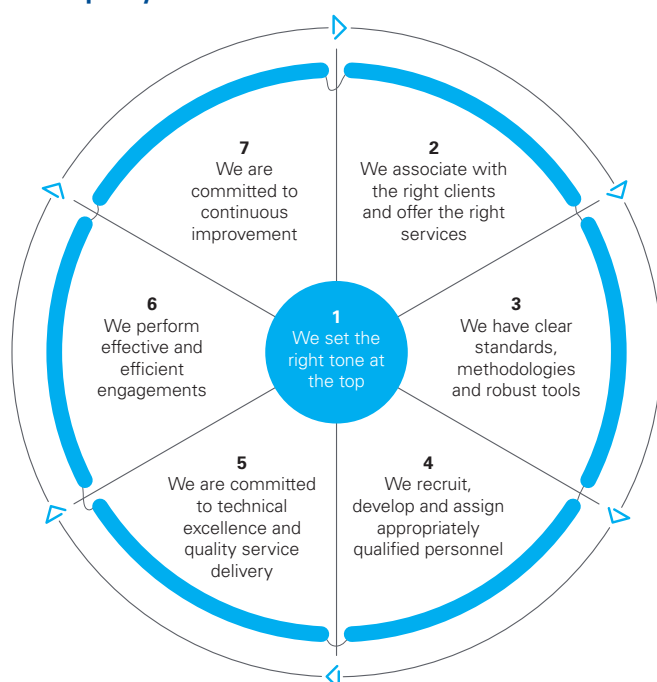 1
We set the
right tone at
the top
2
We associate with
the right clients
and offer the right
services
3
We have clear
standards,
methodologies
and robust tools
4
We recruit,
develop and assign
appropriately
qualified personnel
5
We are committed
to technical
excellence and
quality service
delivery
6
We perform
effective and
efficient
engagements
7
We are
committed to
continuous
improvement